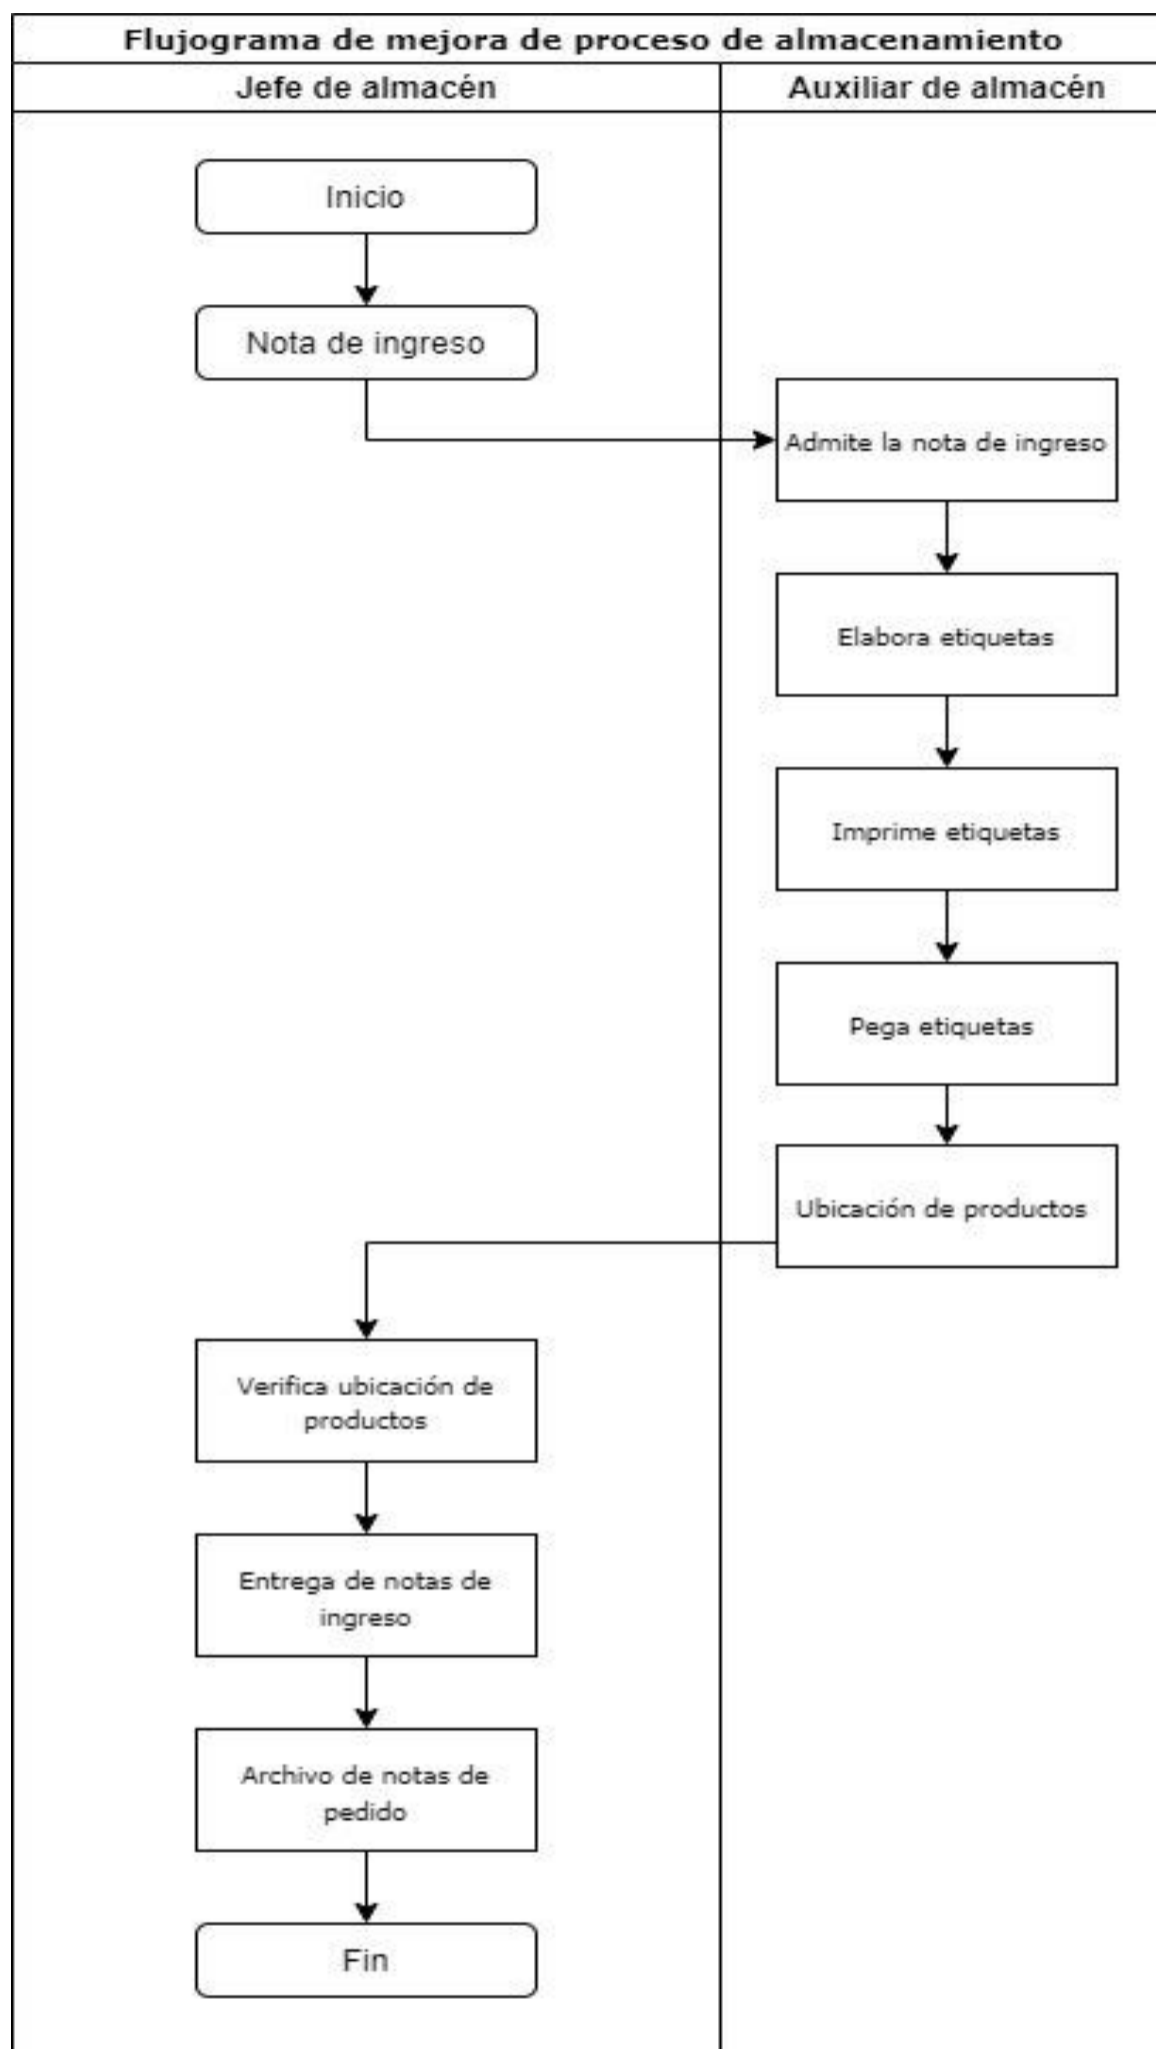 Flujograma de mejora de proceso de almacenamiento
Jefe de almacén
Auxiliar de almacén
Inicio
Nota de ingreso
Admite la nota de ingreso
Elabora etiquetas
Imprime etiquetas
Pega etiquetas
Ubicación de productos
Verifica ubicación de
productos
Entrega de notas de
ingreso
Archivo de notas de
pedido
Fin